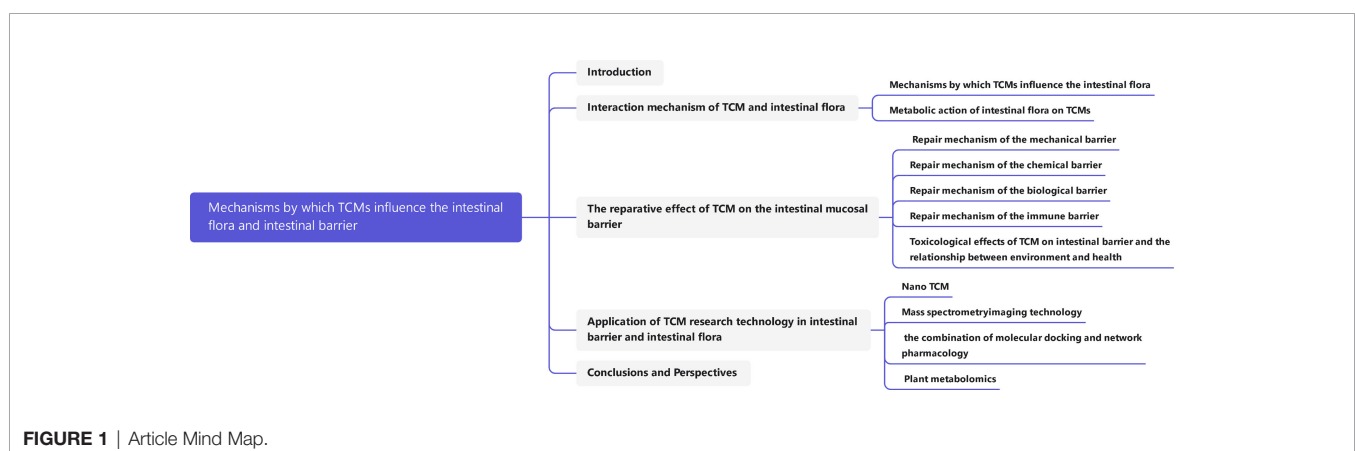 Introduction
Interaction mechanism of TCM and intestinal flora
Mechanisms by which TCMs influence the intestinal flora
Metabolic action of intestinal flora on TCMs
Mechanisms by which TCMs influence the intestinal
flora and intestinal barrier
The reparative effect of TCM on the intestinal mucosal
barrier
Repair mechanism of the mechanical barrier
Repair mechanism of the chemical barrier
Repair mechanism of the biological barrier
Repair mechanism of the immune barrier
Toxicological effects of TCM on intestinal barrier and the
relationship between environment and health
Application of TCM research technology in intestinal
barrier and intestinal flora
Nano TCM
Mass spectrometryimaging technology
the combination of molecular docking and network
pharmacology
Plant metabolomics
Conclusions and Perspectives
FIGURE 1 | Article Mind Map.